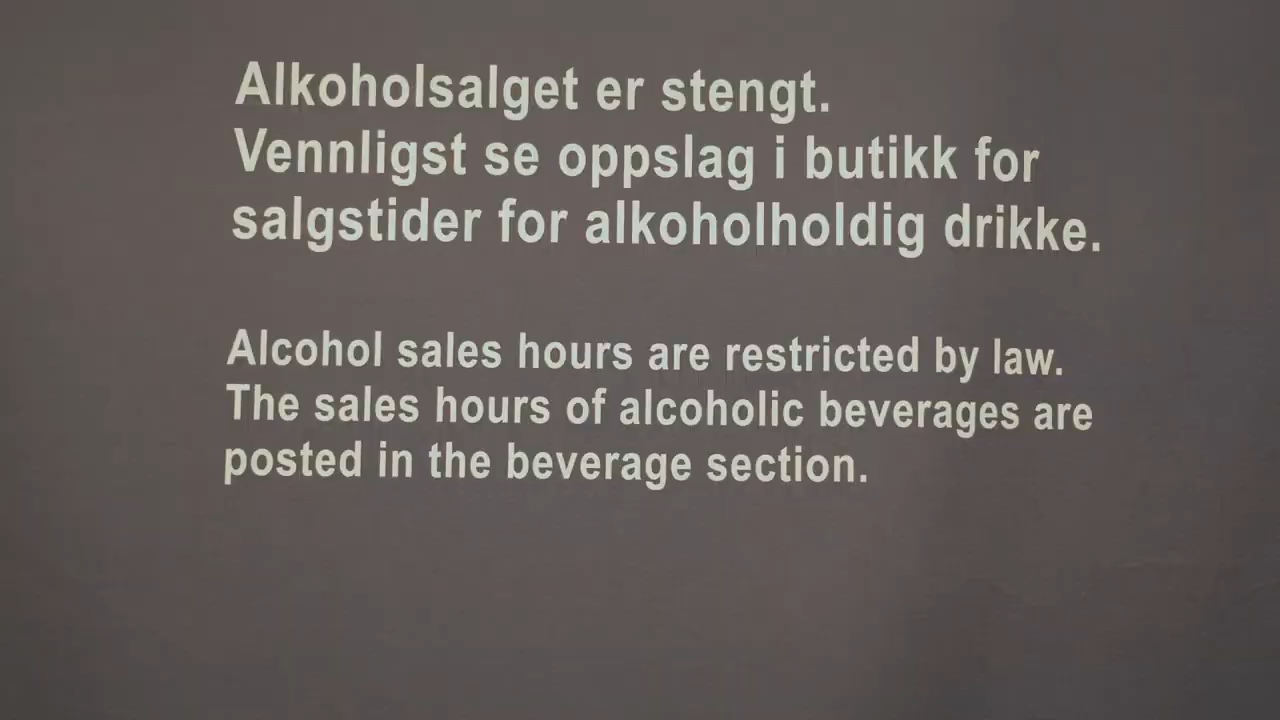 Alkoholsalget er stengt.
Vennligst se oppslag i butikk for
salgstider for alkoholholdig drikke.
Alcohol sales hours are restricted by law.
The sales hours of alcoholic beverages are
posted in the beverage section.